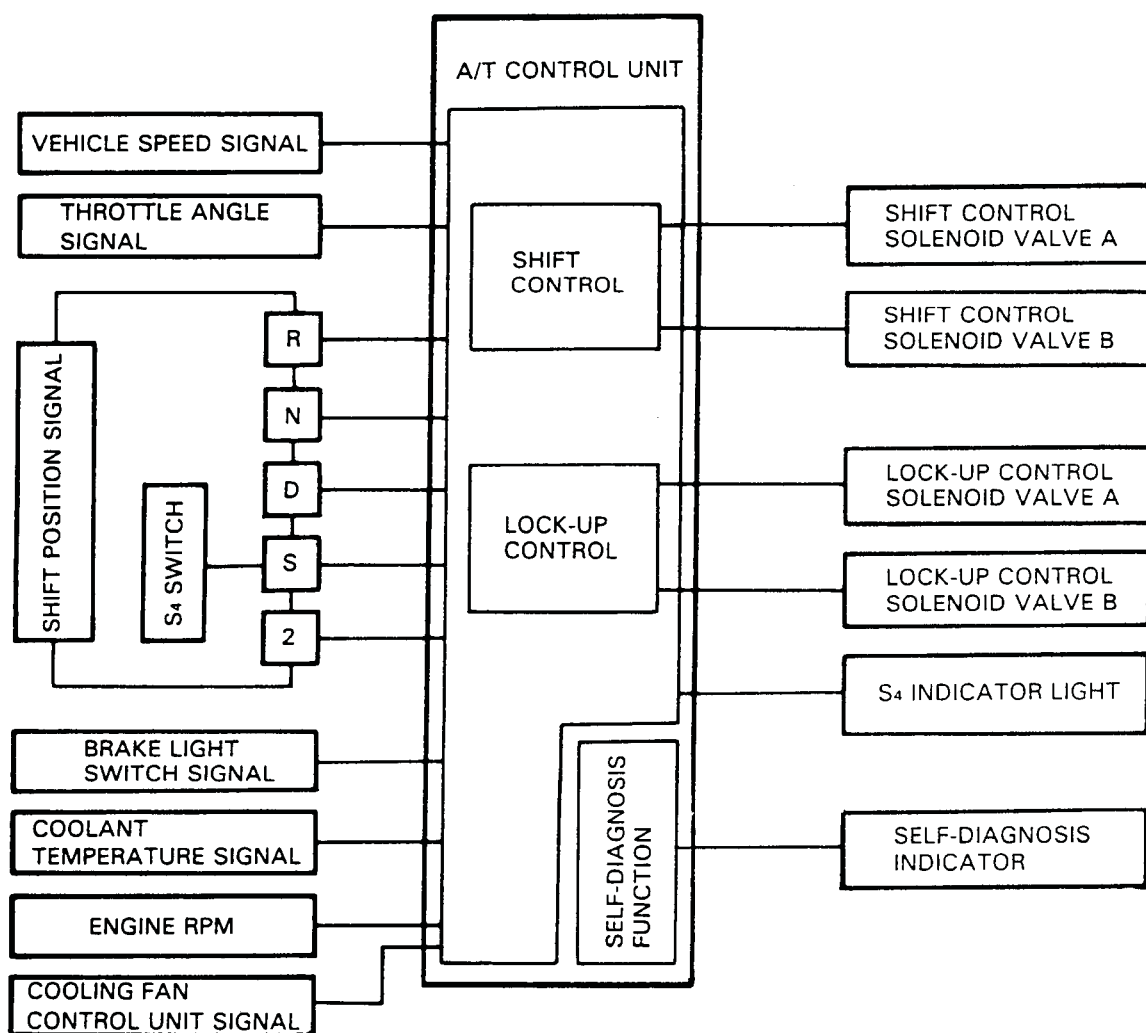 A/T CONTROL UNIT
VEHICLE SPEED SIGNAL
THROTTLE ANGLE
SIGNAL
SHIFT POSITION SIGNAL
S4 SWITCH
R
N
D
S
2
BRAKE LIGHT
SWITCH SIGNAL
COOLANT
TEMPERATURE SIGNAL
ENGINE RPM
COOLING FAN
CONTROL UNIT SIGNAL
SHIFT
CONTROL
LOCK-UP
CONTROL
SELF-DIAGNOSIS
FUNCTION
SHIFT CONTROL
SOLENOID VALVE A
SHIFT CONTROL
SOLENOID VALVE B
LOCK-UP CONTROL
SOLENOID VALVE A
LOCK-UP CONTROL
SOLENOID VALVE B
S4 INDICATOR LIGHT
SELF-DIAGNOSIS
INDICATOR